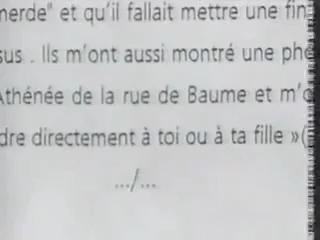 merde" et qu'il fallait mettre une fin
sus . Ils m'ont aussi montré une pho
Athénée de la rue de Baume et m'o
dre directement à toi ou à ta fille »(
.../...